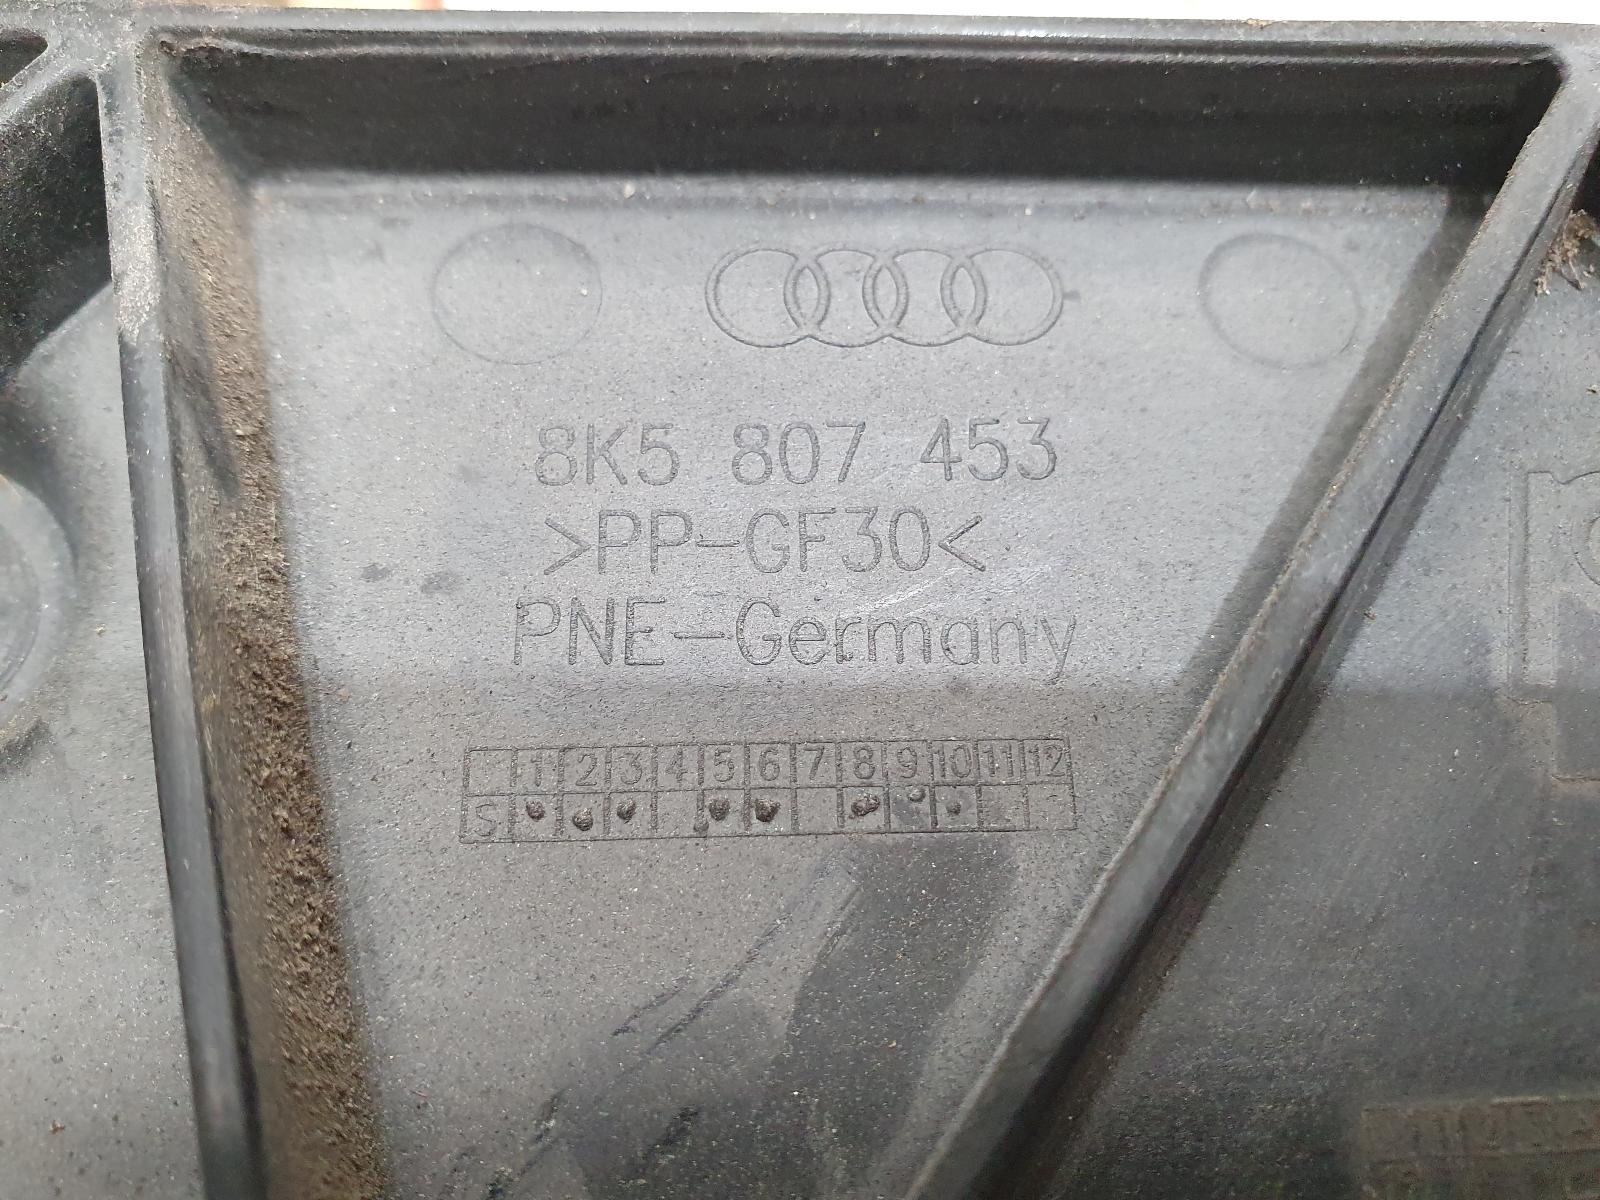 8K5 807 453
>PP-GF30<
PNE-Germany
1 2 3 4 5 6 7 8 9 10 11 12
S